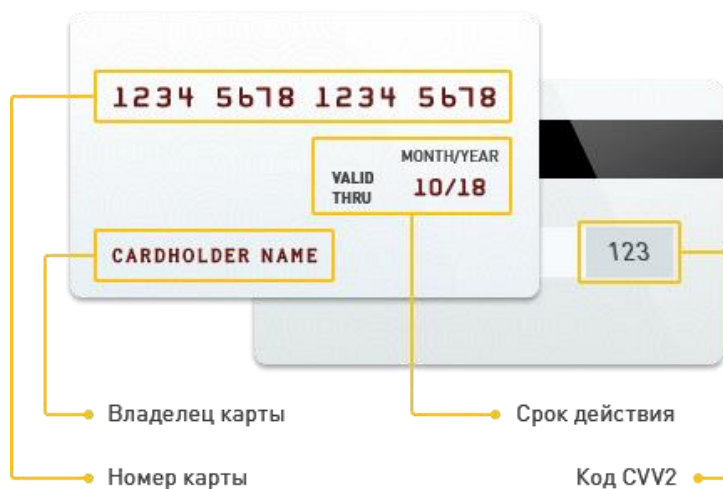 1234 5678 1234 5678
MONTH/YEAR
VALID THRU 10/18
CARDHOLDER NAME
123
Владелец карты
Срок действия
Номер карты
Код CVV2